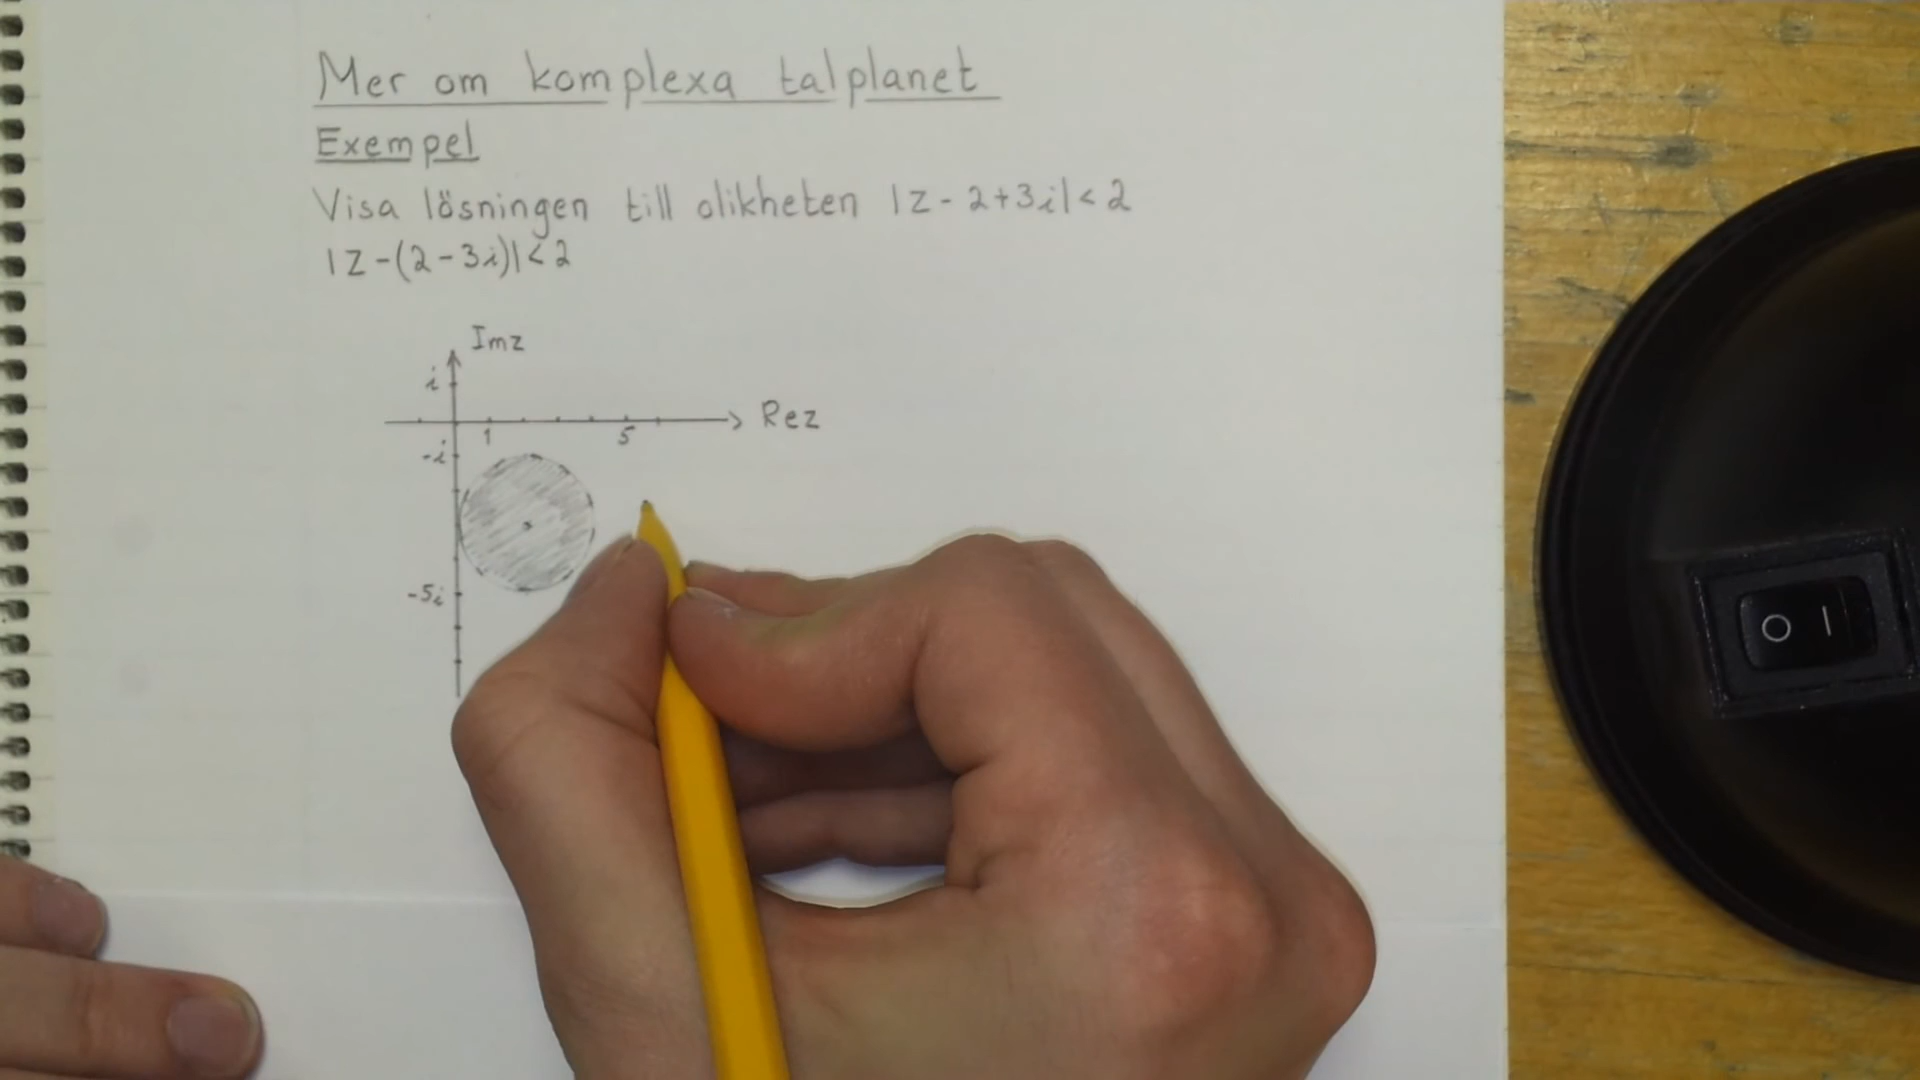 Mer om komplexa talplanet
Exempel
Visa lösningen till olikheten |z-2+3i|<2
|z-(2-3i)|<2
Imz
i
Rez
1
5
-i
-5i
O I